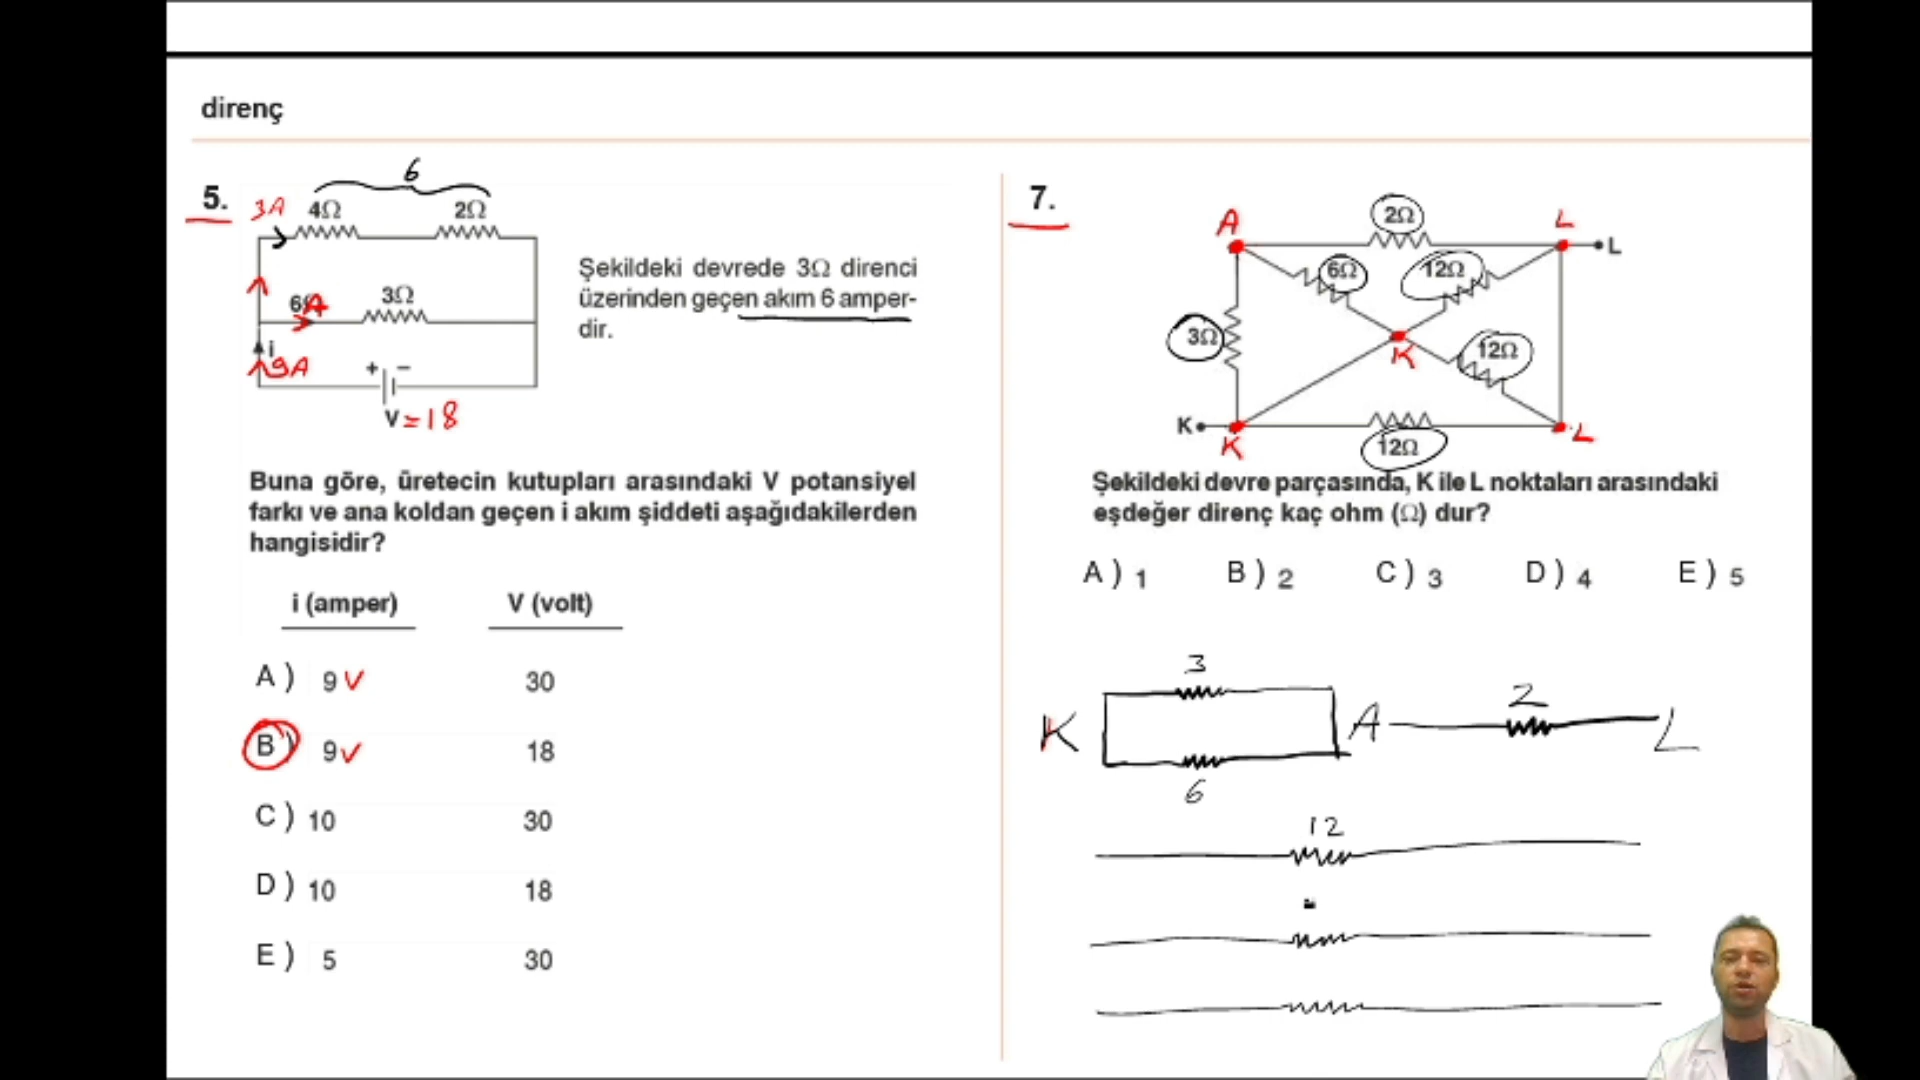 direnç
5.
6
3A
4Ω
2Ω
6A
3Ω
i
9A
+
−
V = 18
Şekildeki devrede 3Ω direnci
üzerinden geçen akım 6 amper-
dir.
Buna göre, üretecin kutupları arasındaki V potansiyel
farkı ve ana koldan geçen i akım şiddeti aşağıdakilerden
hangisidir?
i (amper) V (volt)
A) 9 30
B) 9 18
C) 10 30
D) 10 18
E) 5 30
7.
A
2Ω
L
L
6Ω
12Ω
3Ω
K
12Ω
K
K
12Ω
L
Şekildeki devre parçasında, K ile L noktaları arasındaki
eşdeğer direnç kaç ohm (Ω) dur?
A) 1 B) 2 C) 3 D) 4 E) 5
3
K
A
2
L
6
12